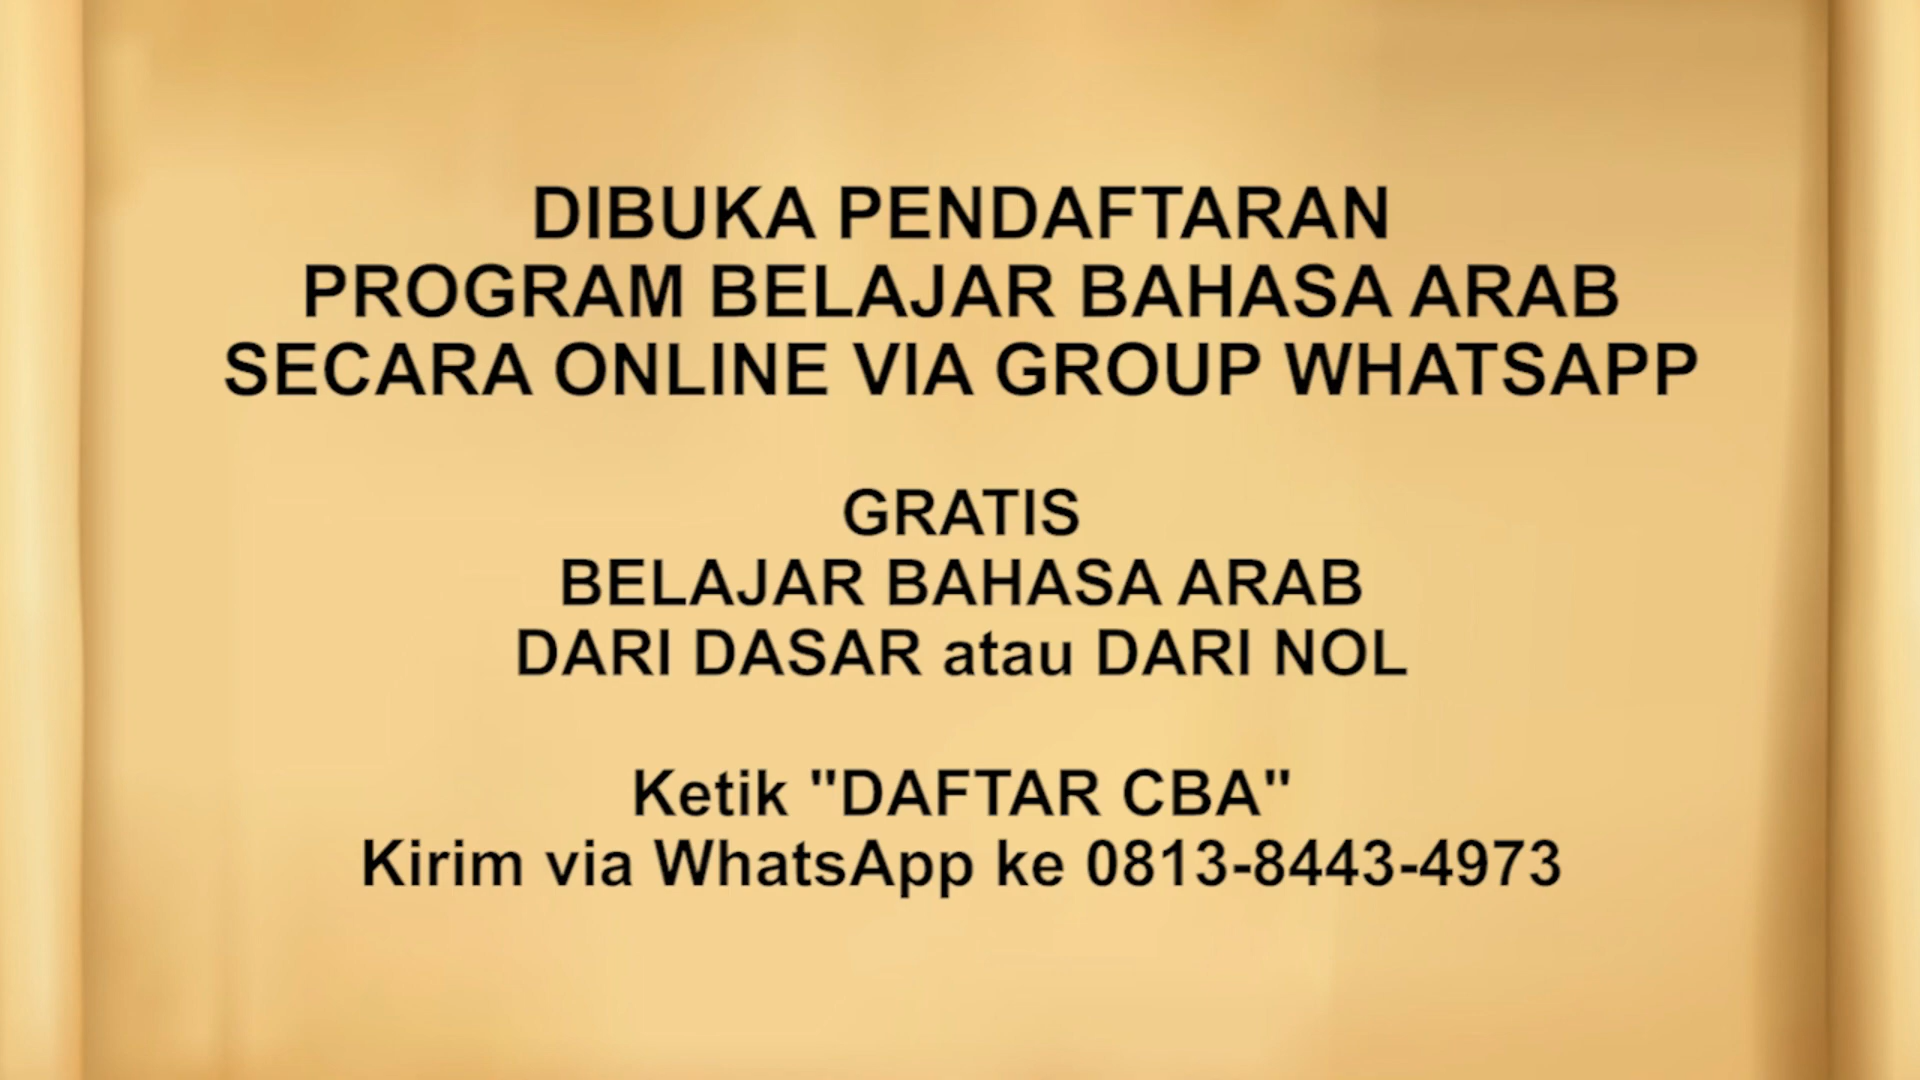 DIBUKA PENDAFTARAN
PROGRAM BELAJAR BAHASA ARAB
SECARA ONLINE VIA GROUP WHATSAPP
GRATIS
BELAJAR BAHASA ARAB
DARI DASAR atau DARI NOL
Ketik "DAFTAR CBA"
Kirim via WhatsApp ke 0813-8443-4973